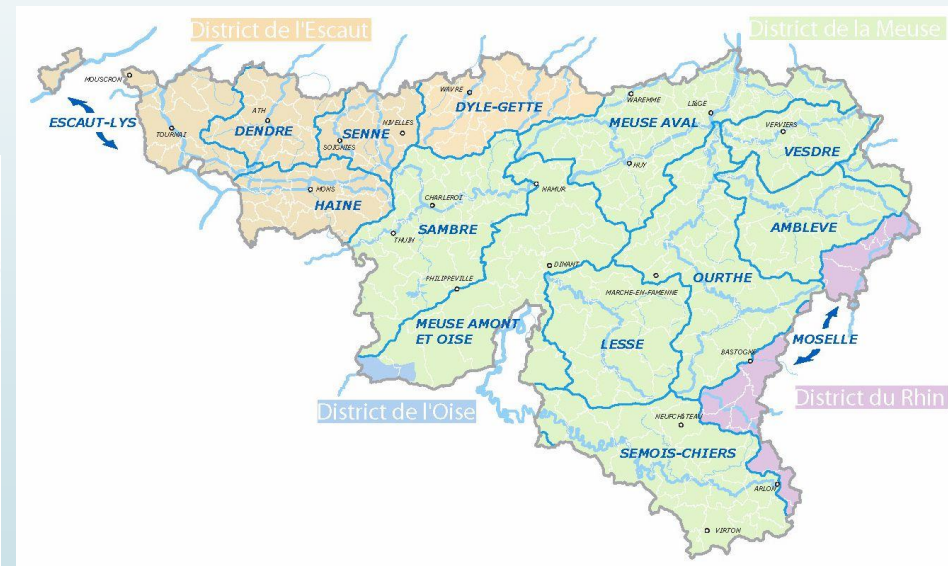 District de l'Escaut
District de la Meuse
MOUSCRON
WAVRE
WAREMME
LIÈGE
ESCAUT-LYS
ATH
DYLE-GETTE
TOURNAI
DENDRE
SENNE
NIVELLES
MEUSE AVAL
VERVIERS
SOIGNIES
VESDRE
HUY
MONS
NAMUR
HAINE
CHARLEROI
SAMBRE
AMBLEVE
THUIN
DINANT
PHILIPPEVILLE
OURTHE
MARCHE-EN-FAMENNE
MEUSE AMONT
ET OISE
LESSE
MOSELLE
BASTOGNE
District de l'Oise
District du Rhin
NEUFCHÂTEAU
SEMOIS-CHIERS
ARLON
VIRTON